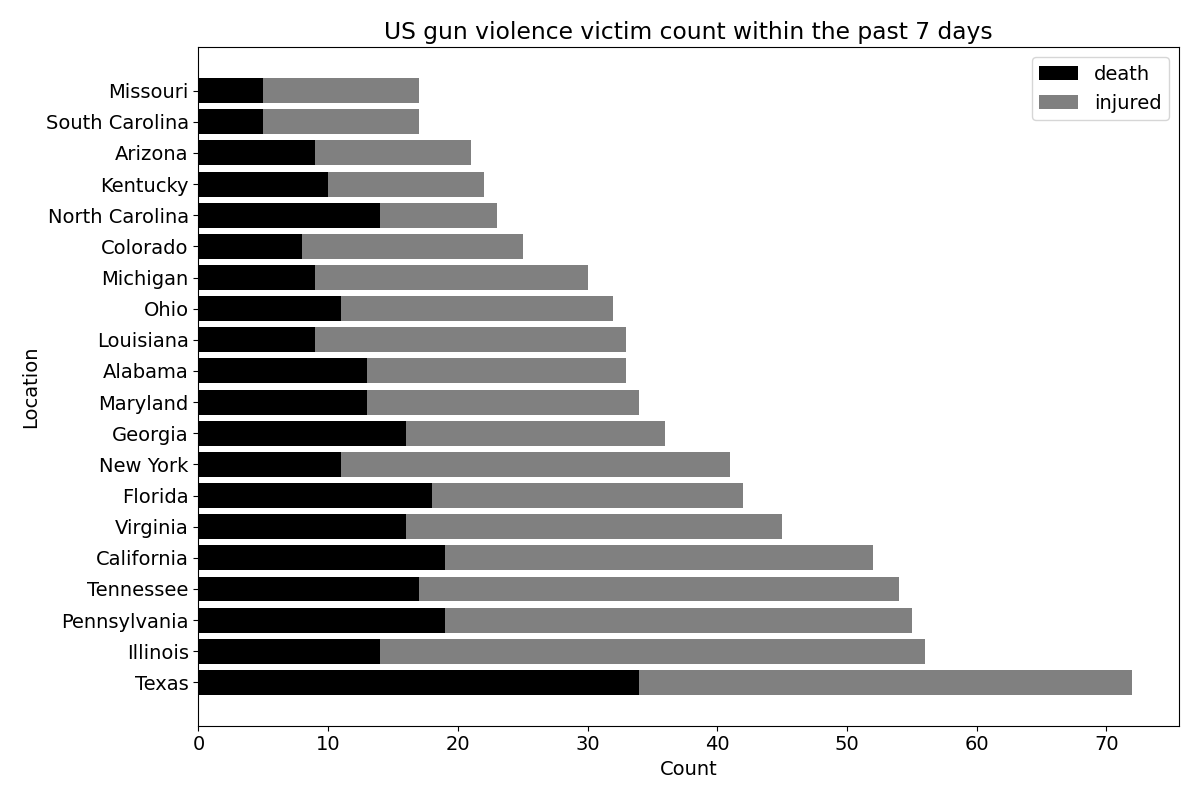 US gun violence victim count within the past 7 days
death
injured
Missouri
South Carolina
Arizona
Kentucky
North Carolina
Colorado
Michigan
Ohio
Louisiana
Alabama
Maryland
Georgia
New York
Florida
Virginia
California
Tennessee
Pennsylvania
Illinois
Texas
Location
0 10 20 30 40 50 60 70
Count